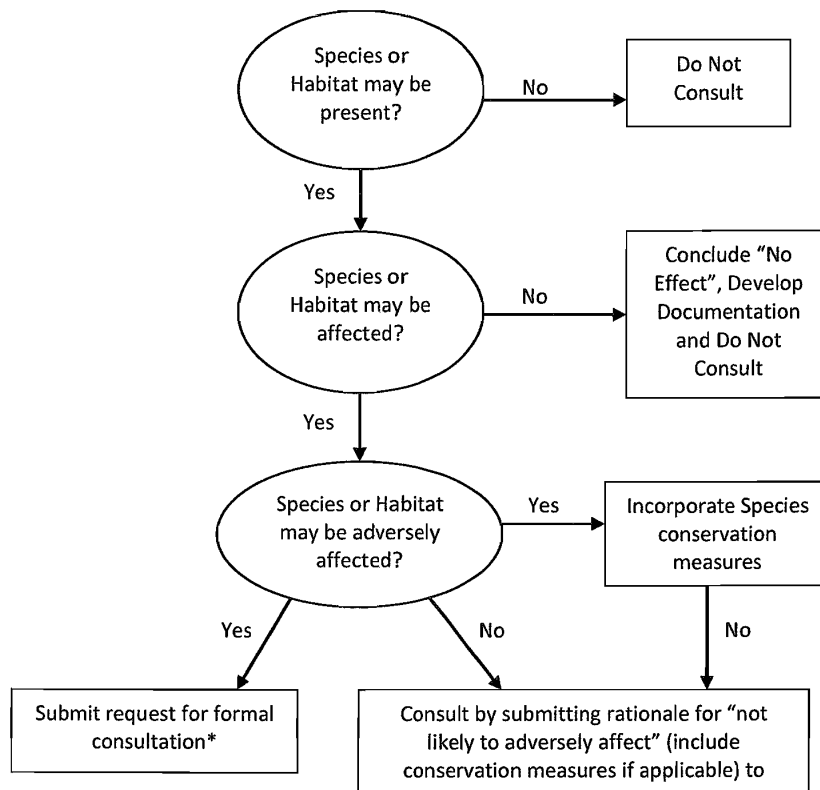 Species or
Habitat may be
present?
No
Do Not
Consult
Yes
Species or
Habitat may be
affected?
No
Conclude “No
Effect”, Develop
Documentation
and Do Not
Consult
Yes
Species or Habitat
may be adversely
affected?
Yes
Incorporate Species
conservation
measures
Yes
No
No
Submit request for formal
consultation*
Consult by submitting rationale for “not
likely to adversely affect” (include
conservation measures if applicable) to